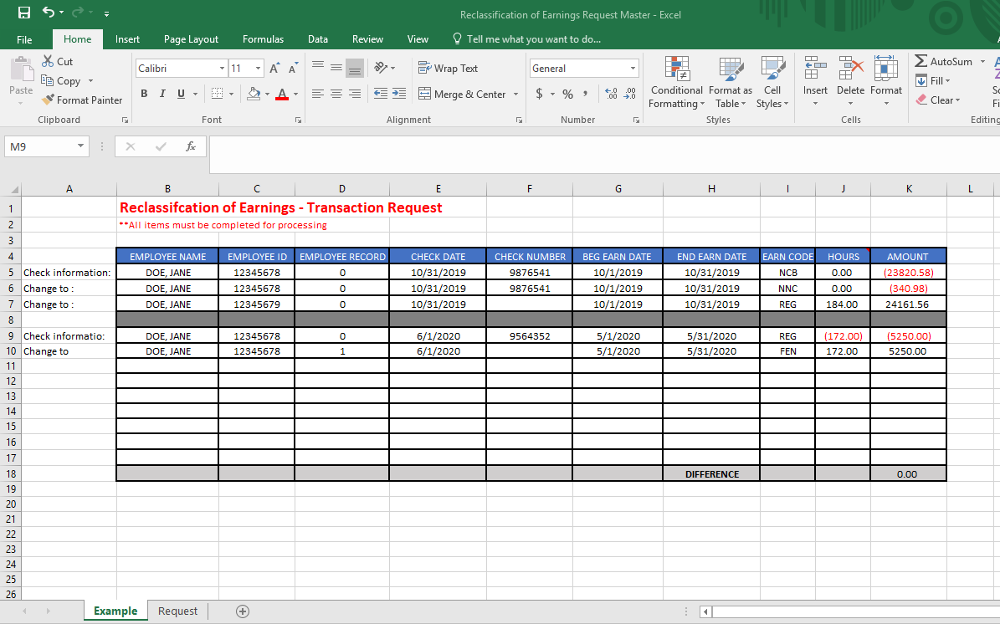 Reclassification of Earnings Request Master - Excel
File Home Insert Page Layout Formulas Data Review View Tell me what you want to do...
Cut
Copy
Format Painter
Paste
Clipboard
Calibri 11
B I U
Font
Wrap Text
Merge & Center
Alignment
General
$ % ,
Number
Conditional Formatting
Format as Table
Cell Styles
Styles
Insert Delete Format
Cells
AutoSum
Fill
Clear
Editing
M9 fx
A B C D E F G H I J K L
1 Reclassifcation of Earnings - Transaction Request
2 **All items must be completed for processing
3
4 EMPLOYEE NAME EMPLOYEE ID EMPLOYEE RECORD CHECK DATE CHECK NUMBER BEG EARN DATE END EARN DATE EARN CODE HOURS AMOUNT
5 Check information: DOE, JANE 12345678 0 10/31/2019 9876541 10/1/2019 10/31/2019 NCB 0.00 (23820.58)
6 Change to : DOE, JANE 12345678 0 10/31/2019 9876541 10/1/2019 10/31/2019 NNC 0.00 (340.98)
7 Change to : DOE, JANE 12345679 0 10/31/2019 10/1/2019 10/31/2019 REG 184.00 24161.56
8
9 Check informatio: DOE, JANE 12345678 0 6/1/2020 9564352 5/1/2020 5/31/2020 REG (172.00) (5250.00)
10 Change to DOE, JANE 12345678 1 6/1/2020 5/1/2020 5/31/2020 FEN 172.00 5250.00
11
12
13
14
15
16
17
18 DIFFERENCE 0.00
19
20
21
22
23
24
25
26
Example Request